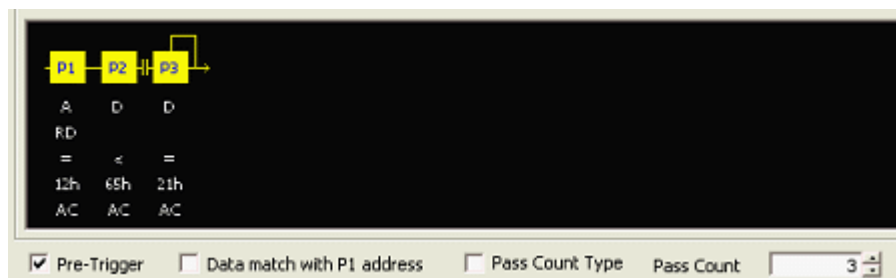 P1 P2 P3
A D D
RD
= < =
12h 65h 21h
AC AC AC
Pre-Trigger Data match with P1 address Pass Count Type Pass Count 3